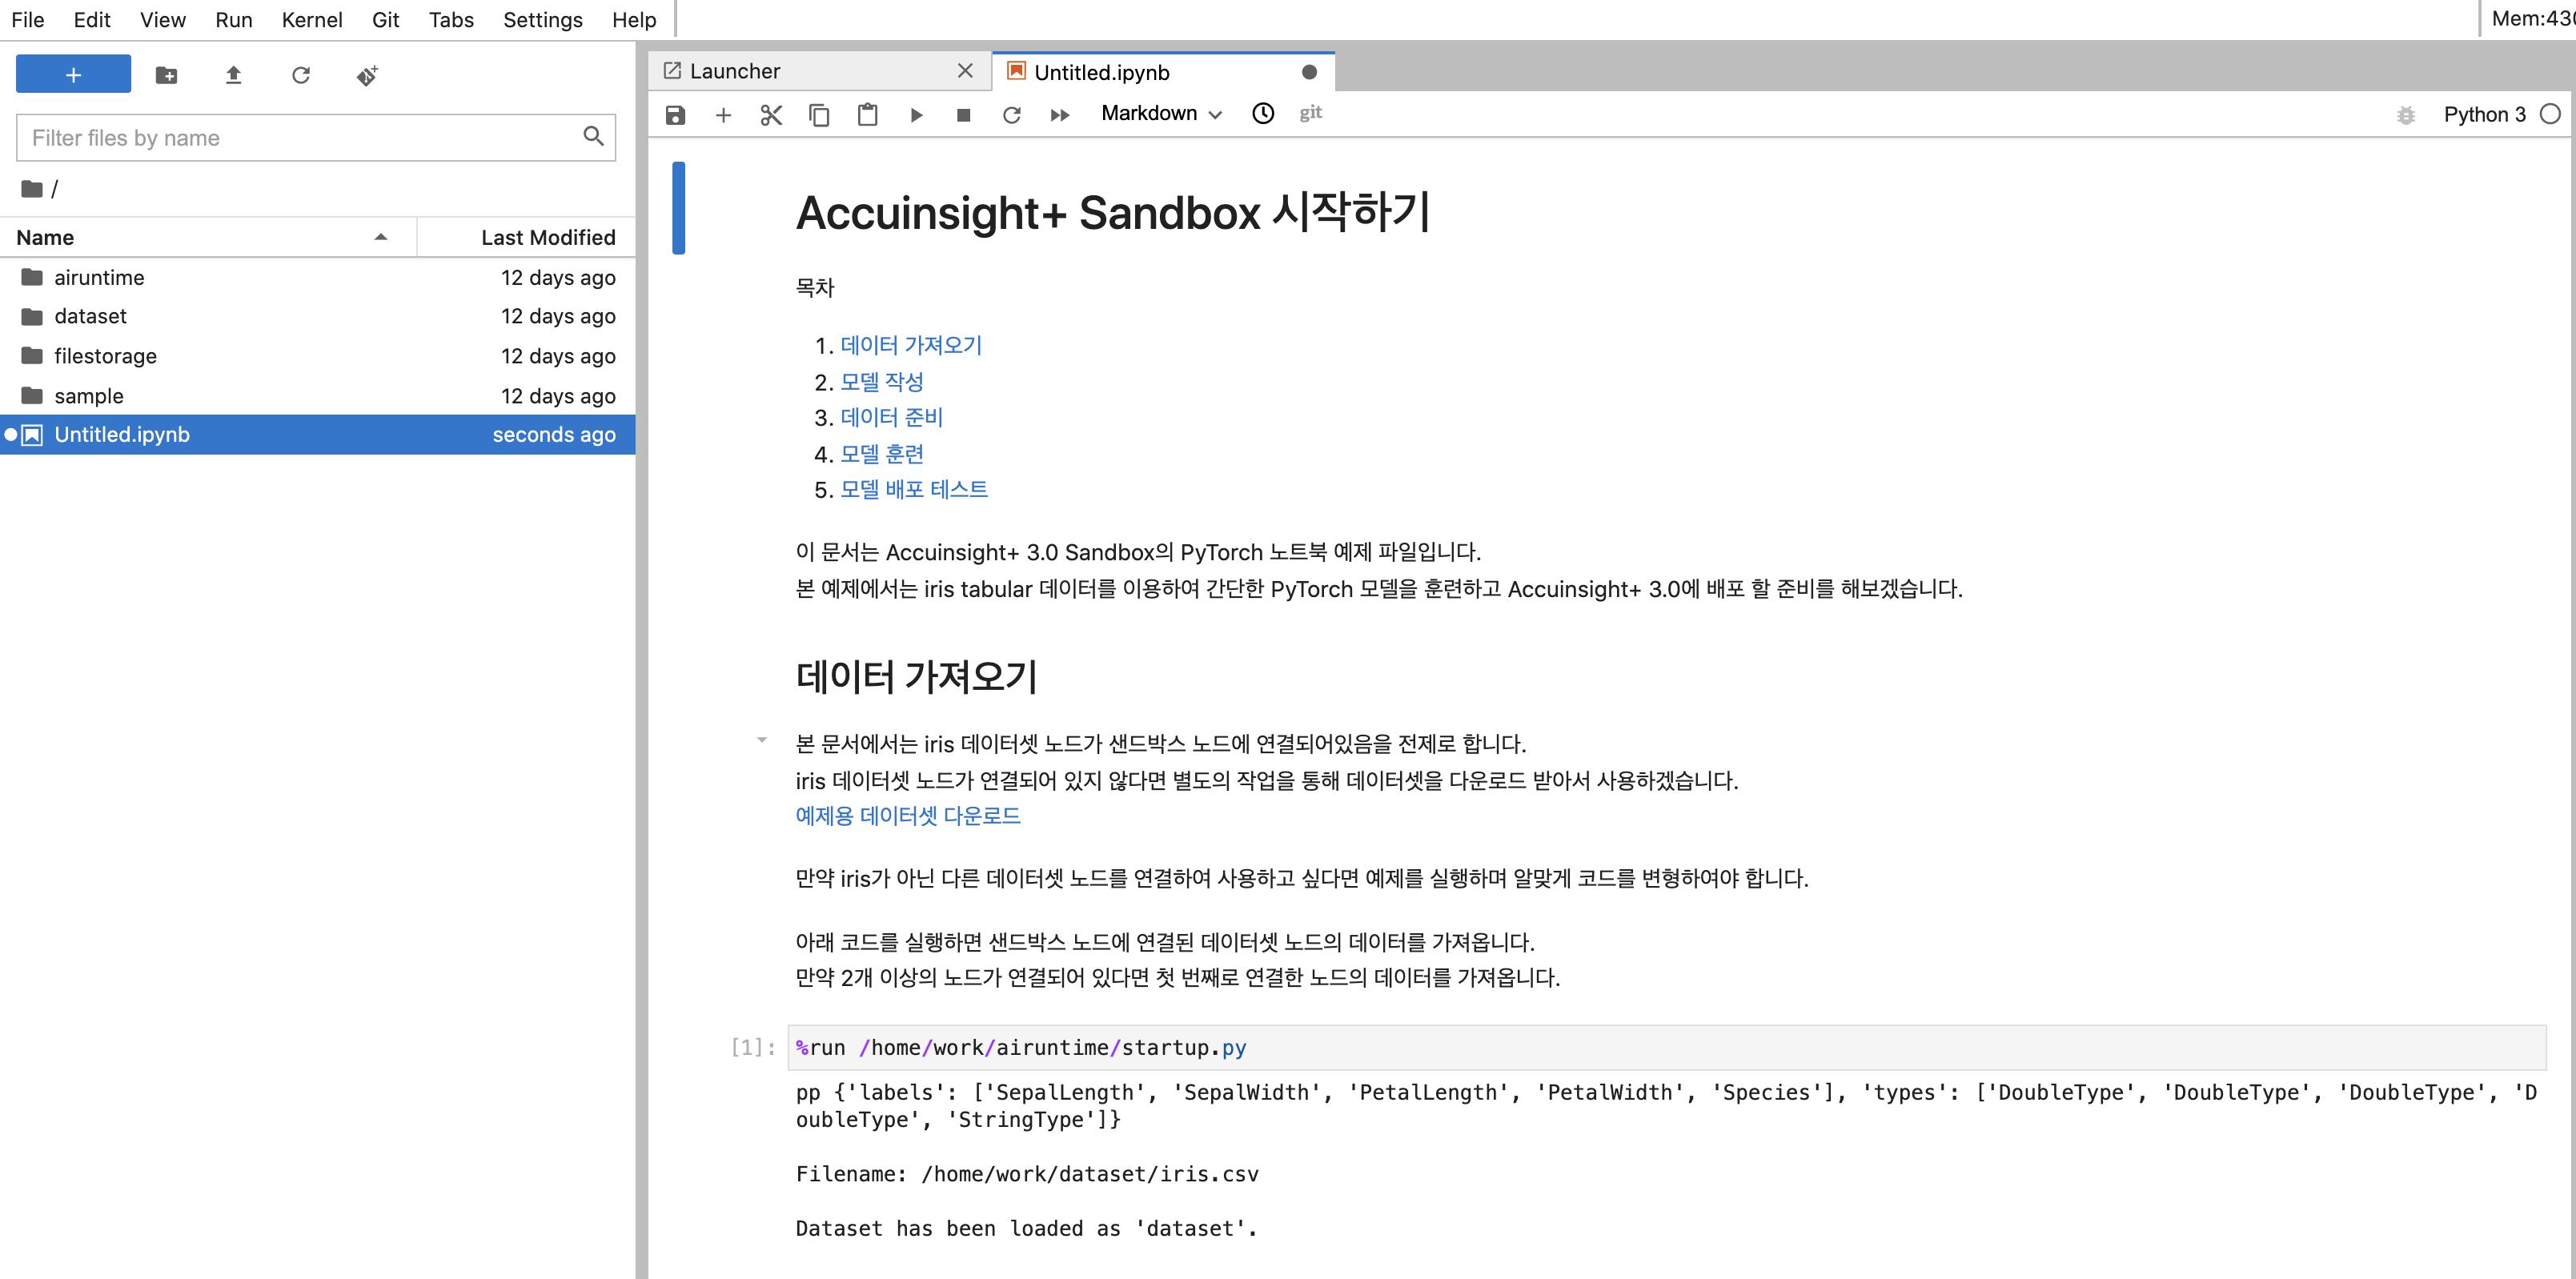 File Edit View Run Kernel Git Tabs Settings Help
Filter files by name
/
Name Last Modified
airuntime 12 days ago
dataset 12 days ago
filestorage 12 days ago
sample 12 days ago
Untitled.ipynb seconds ago
Launcher Untitled.ipynb
Markdown git Python 3
Accuinsight+ Sandbox 시작하기
목차
1. 데이터 가져오기
2. 모델 작성
3. 데이터 준비
4. 모델 훈련
5. 모델 배포 테스트
이 문서는 Accuinsight+ 3.0 Sandbox의 PyTorch 노트북 예제 파일입니다.
본 예제에서는 iris tabular 데이터를 이용하여 간단한 PyTorch 모델을 훈련하고 Accuinsight+ 3.0에 배포 할 준비를 해보겠습니다.
데이터 가져오기
본 문서에서는 iris 데이터셋 노드가 샌드박스 노드에 연결되어있음을 전제로 합니다.
iris 데이터셋 노드가 연결되어 있지 않다면 별도의 작업을 통해 데이터셋을 다운로드 받아서 사용하겠습니다.
예제용 데이터셋 다운로드
만약 iris가 아닌 다른 데이터셋 노드를 연결하여 사용하고 싶다면 예제를 실행하며 알맞게 코드를 변형하여야 합니다.
아래 코드를 실행하면 샌드박스 노드에 연결된 데이터셋 노드의 데이터를 가져옵니다.
만약 2개 이상의 노드가 연결되어 있다면 첫 번째로 연결한 노드의 데이터를 가져옵니다.
[1]: %run /home/work/airuntime/startup.py
pp {'labels': ['SepalLength', 'SepalWidth', 'PetalLength', 'PetalWidth', 'Species'], 'types': ['DoubleType', 'DoubleType', 'DoubleType', 'D
oubleType', 'StringType']}
Filename: /home/work/dataset/iris.csv
Dataset has been loaded as 'dataset'.